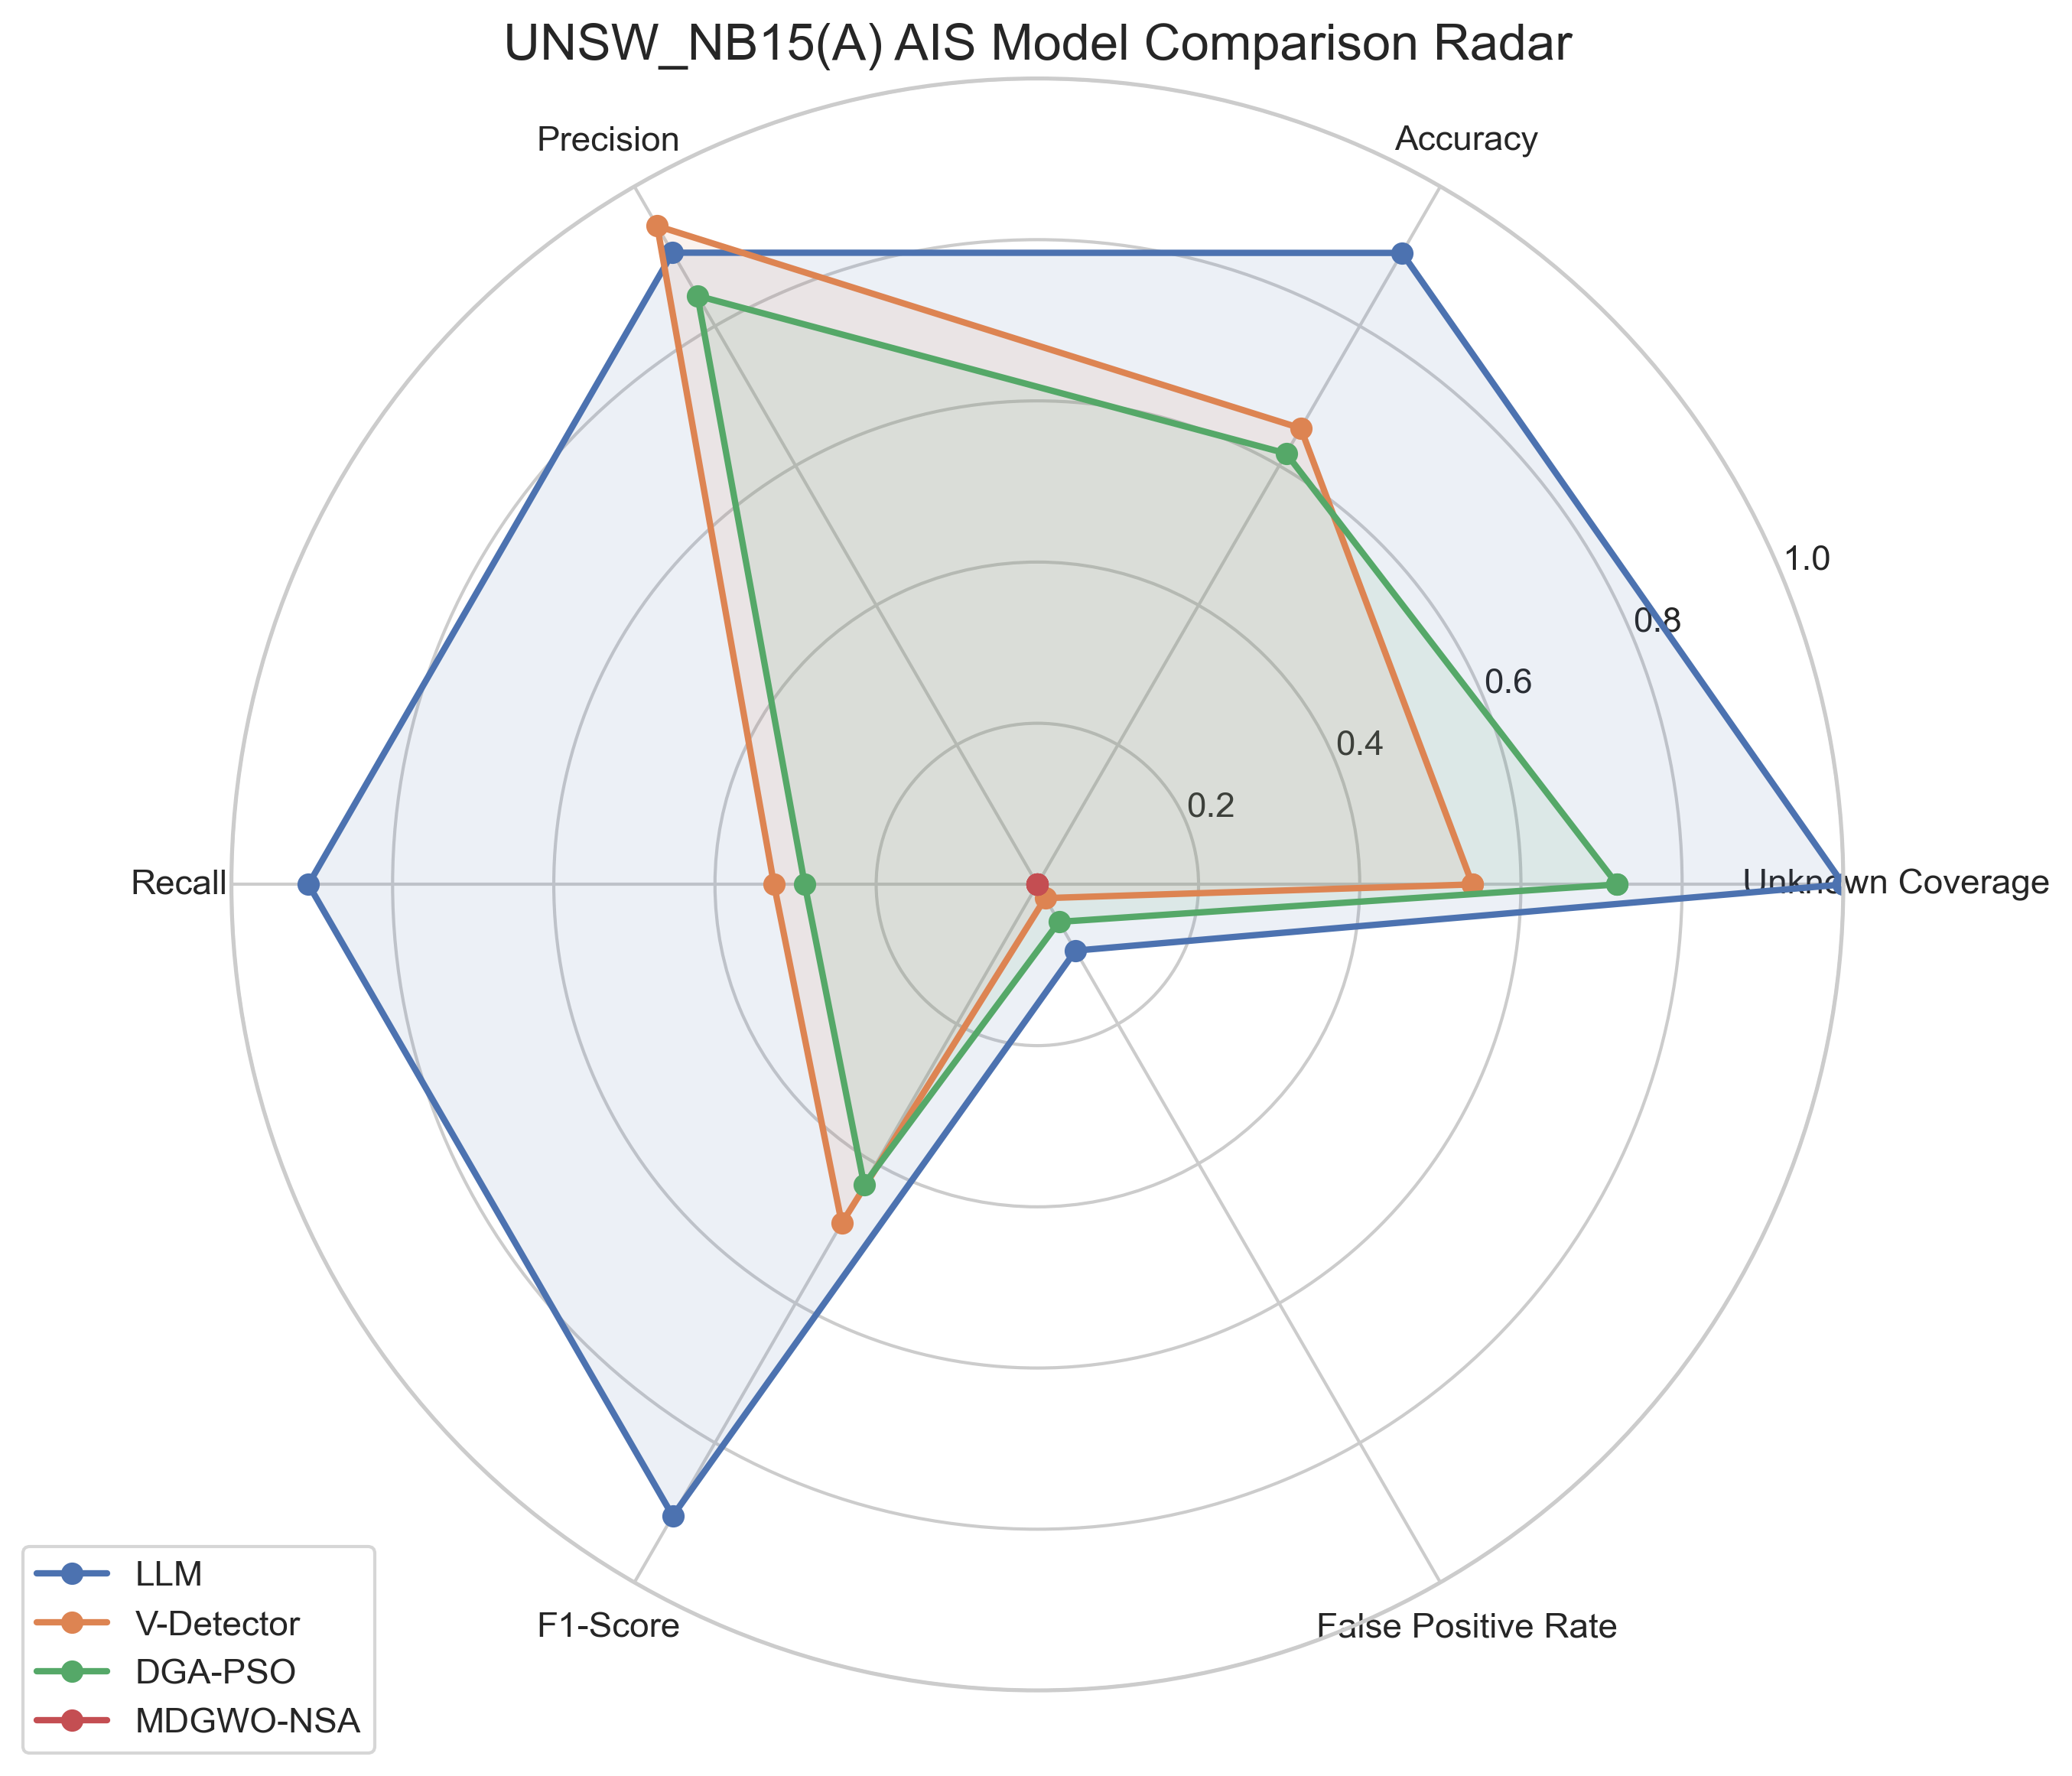 UNSW_NB15(A) AIS Model Comparison Radar
Precision
Accuracy
1.0
0.8
0.6
0.4
0.2
Recall
Unknown Coverage
F1-Score
False Positive Rate
LLM
V-Detector
DGA-PSO
MDGWO-NSA